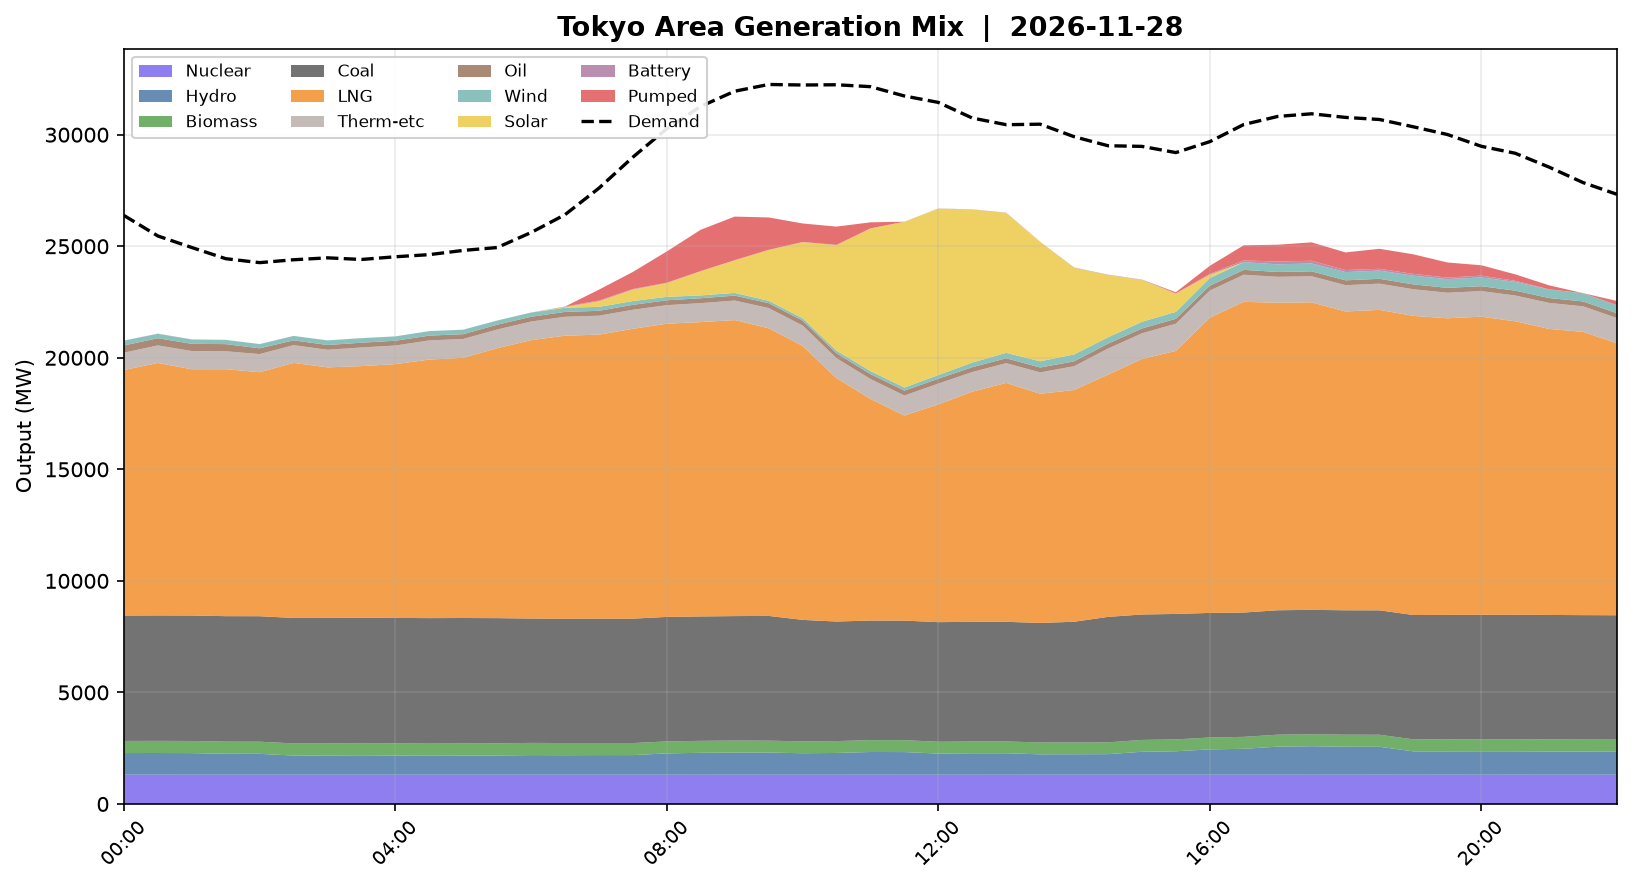 Tokyo Area Generation Mix | 2026-11-28
Nuclear
Hydro
Biomass
Coal
LNG
Therm-etc
Oil
Wind
Solar
Battery
Pumped
Demand
Output (MW)
30000
25000
20000
15000
10000
5000
0
00:00
04:00
08:00
12:00
16:00
20:00